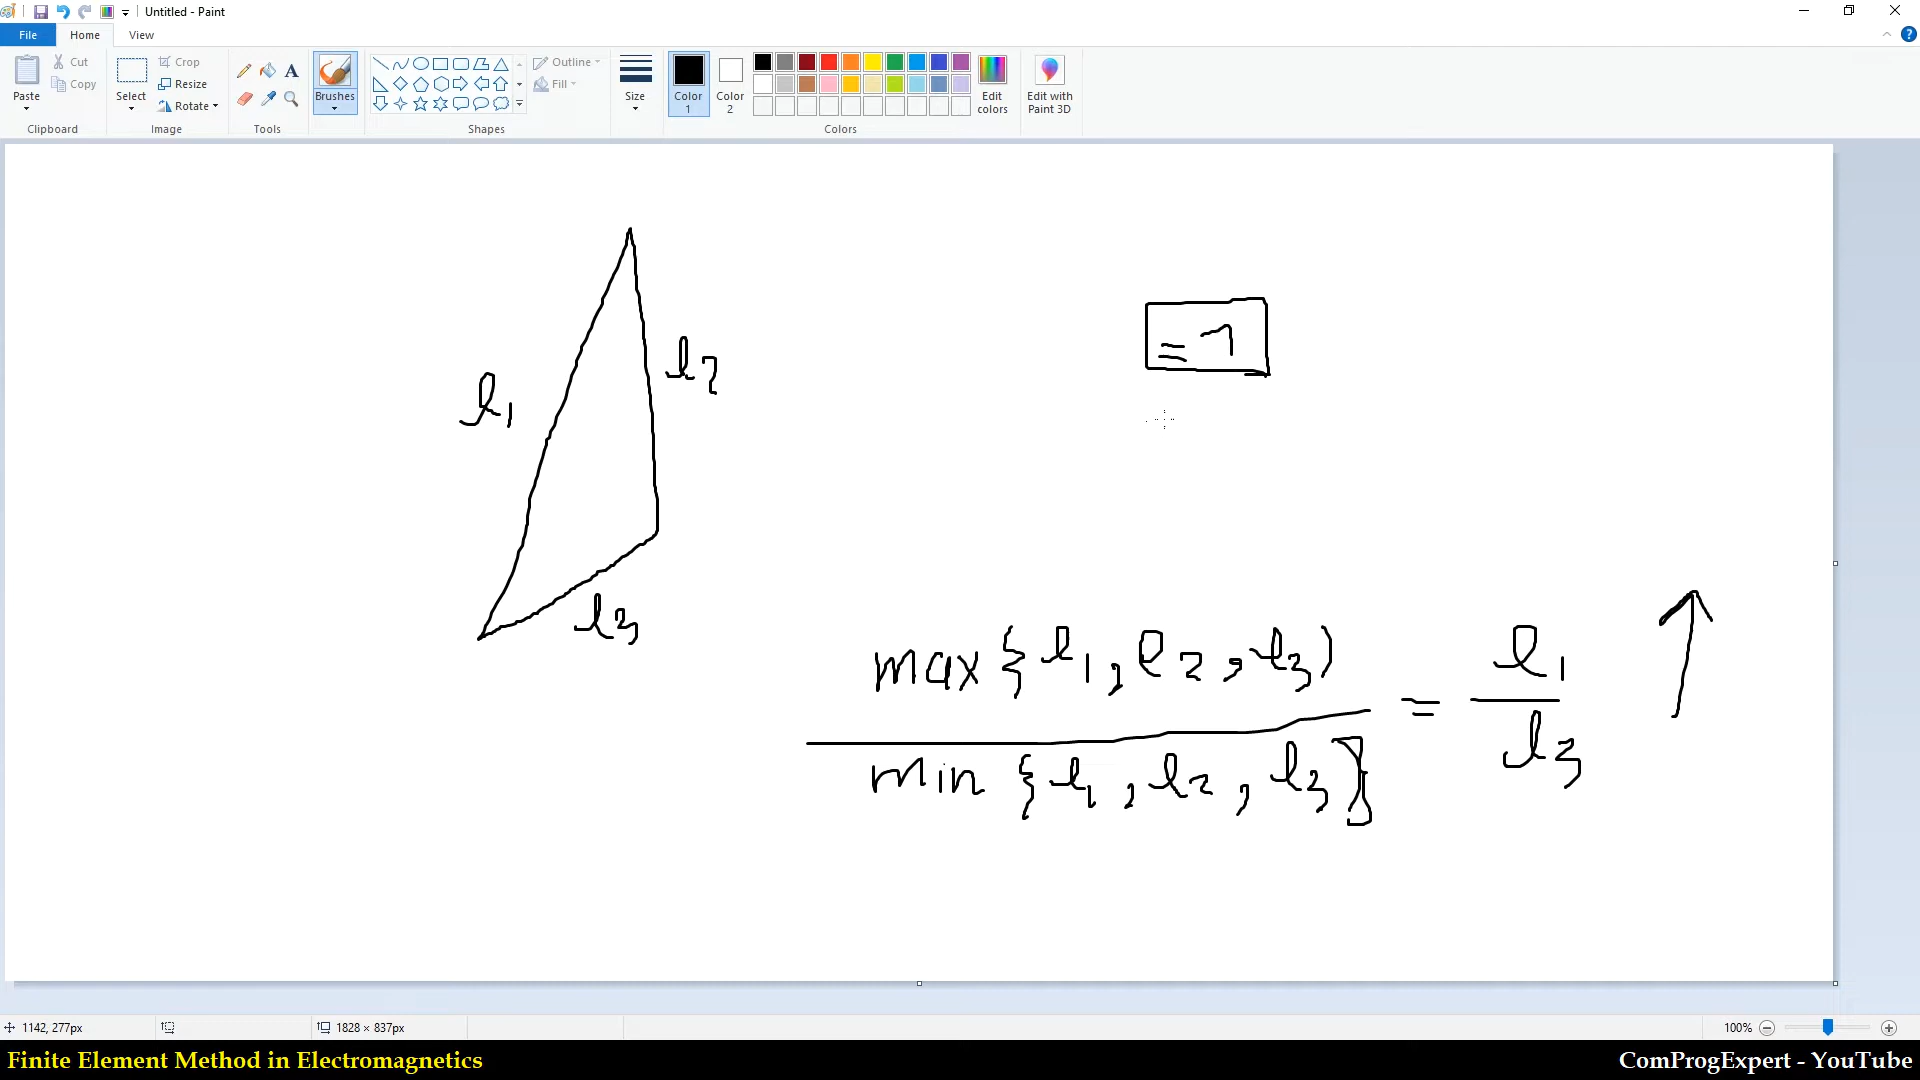 Untitled - Paint
File Home View
Paste
Cut
Copy
Clipboard
Select
Crop
Resize
Rotate
Image
A
Tools
Brushes
Outline
Fill
Shapes
Size
Color 1
Color 2
Edit colors
Colors
Edit with Paint 3D
l1
l2
l3
= 1
max{l1, l2, l3)
min {l1, l2, l3}
=
l1
l3
1142, 277px
1828 × 837px
100%
Finite Element Method in Electromagnetics
ComProgExpert - YouTube